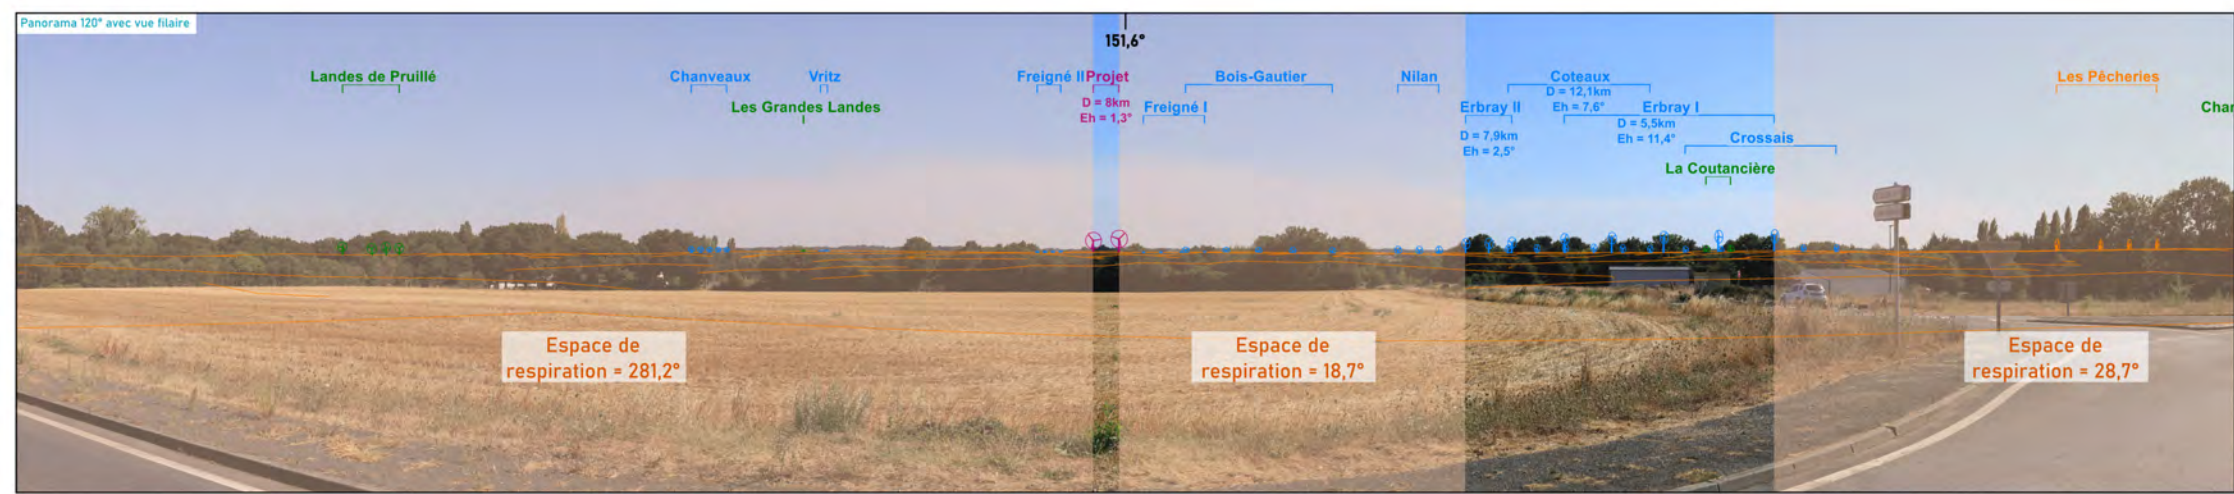 Panorama 120° avec vue filaire
151,6°
Landes de Pruillé
Chanveaux
Vritz
Freigné II
Projet
Bois-Gautier
Nilan
Coteaux
Les Pêcheries
D = 8km
Eh = 1,3°
D = 12,1km
Eh = 7,6°
Les Grandes Landes
Freigné I
Erbray II
Erbray I
Char
D = 7,9km
Eh = 2,5°
D = 5,5km
Eh = 11,4°
Crossais
La Coutancière
Espace de
respiration = 281,2°
Espace de
respiration = 18,7°
Espace de
respiration = 28,7°